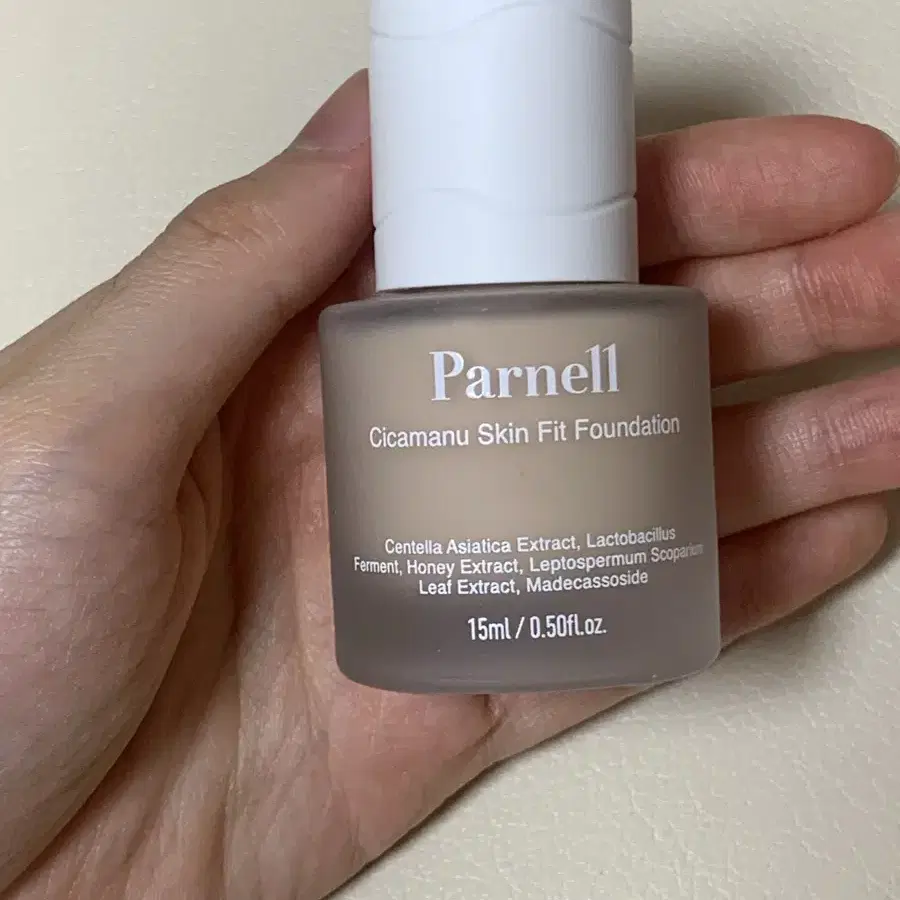 Parnell
Cicamanu Skin Fit Foundation
Centella Asiatica Extract, Lactobacillus
Ferment, Honey Extract, Leptospermum Scoparium
Leaf Extract, Madecassoside
15ml / 0.50fl.oz.